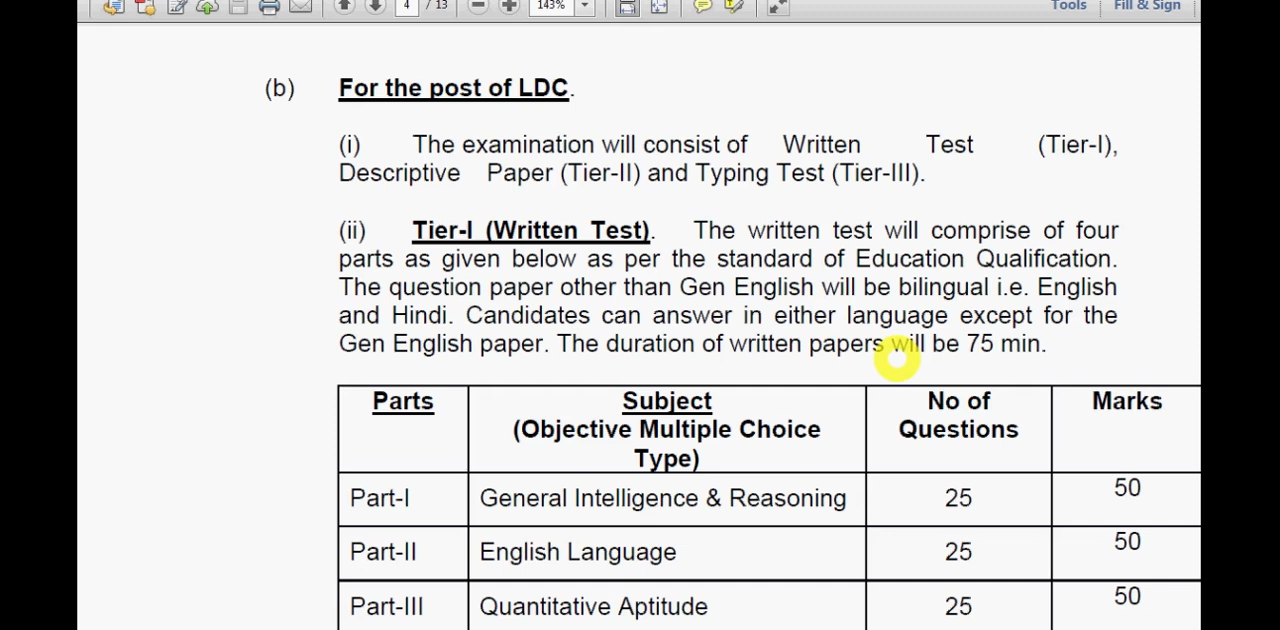 4 / 13 143% Tools Fill & Sign
(b) For the post of LDC.
(i) The examination will consist of Written Test (Tier-I),
Descriptive Paper (Tier-II) and Typing Test (Tier-III).
(ii) Tier-I (Written Test). The written test will comprise of four
parts as given below as per the standard of Education Qualification.
The question paper other than Gen English will be bilingual i.e. English
and Hindi. Candidates can answer in either language except for the
Gen English paper. The duration of written papers will be 75 min.
Parts Subject No of Marks
(Objective Multiple Choice Questions
Type)
Part-I General Intelligence & Reasoning 25 50
Part-II English Language 25 50
Part-III Quantitative Aptitude 25 50